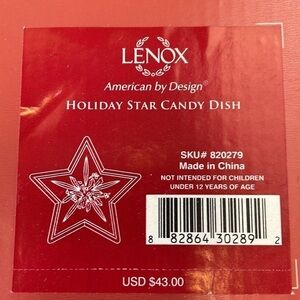 LENOX
American by Design®
HOLIDAY STAR CANDY DISH
SKU# 820279
Made in China
NOT INTENDED FOR CHILDREN
UNDER 12 YEARS OF AGE
8 82864 30289 2
USD $43.00